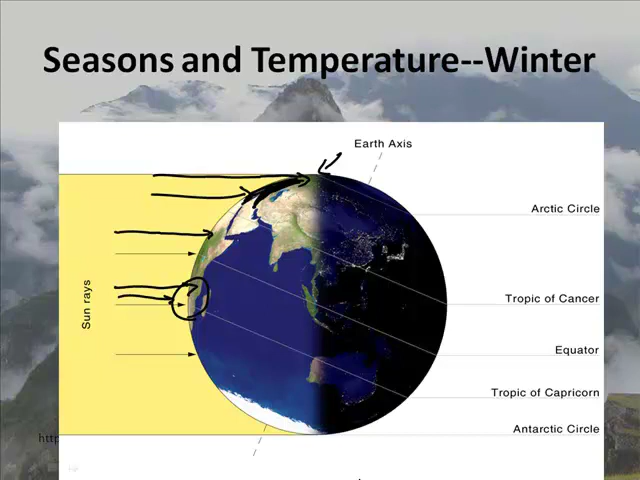 Seasons and Temperature--Winter
Earth Axis
Arctic Circle
Sun rays
Tropic of Cancer
Equator
Tropic of Capricorn
Antarctic Circle
http